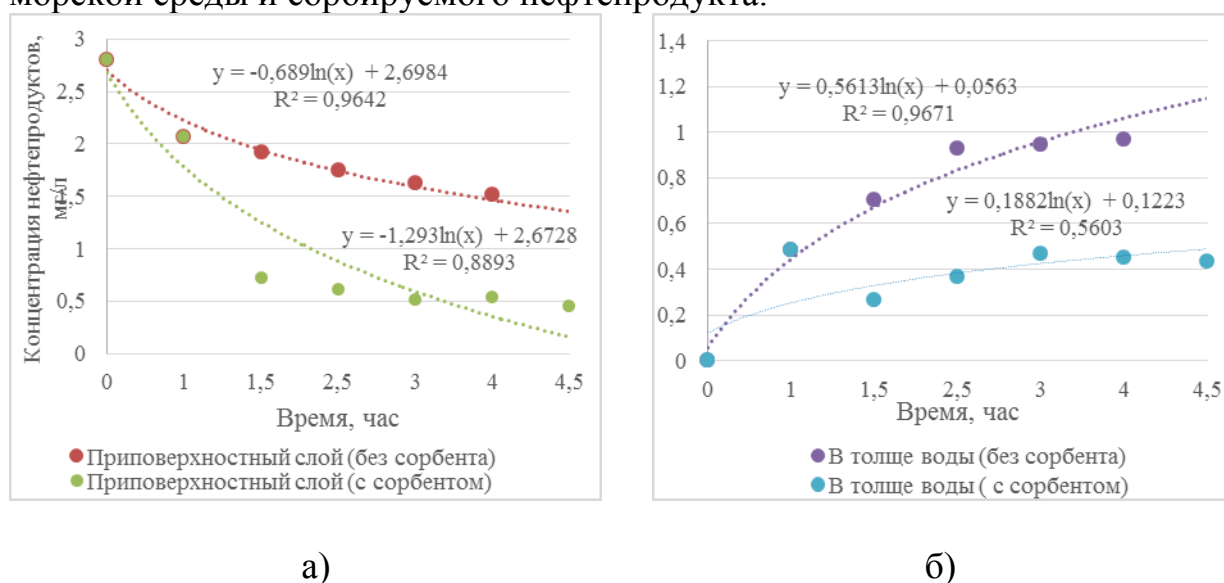 морской среды и сорбируемого нефтепродукта.
Концентрация нефтепродуктов,
мг/л
3
2,5
2
1,5
1
0,5
0
y = -0,689ln(x) + 2,6984
R² = 0,9642
y = -1,293ln(x) + 2,6728
R² = 0,8893
0 1 1,5 2,5 3 4 4,5
Время, час
Приповерхностный слой (без сорбента)
Приповерхностный слой (с сорбентом)
1,4
1,2
1
0,8
0,6
0,4
0,2
0
y = 0,5613ln(x) + 0,0563
R² = 0,9671
y = 0,1882ln(x) + 0,1223
R² = 0,5603
0 1 1,5 2,5 3 4 4,5
Время, час
В толще воды (без сорбента)
В толще воды ( с сорбентом)
а) б)